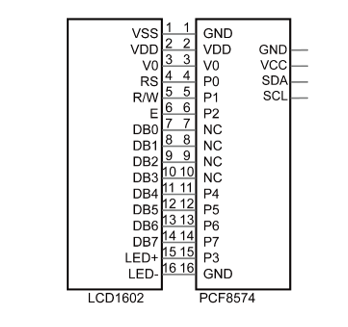 VSS 1 1 GND
VDD 2 2 VDD GND
V0 3 3 V0 VCC
RS 4 4 P0 SDA
R/W 5 5 P1 SCL
E 6 6 P2
DB0 7 7 NC
DB1 8 8 NC
DB2 9 9 NC
DB3 10 10 NC
DB4 11 11 P4
DB5 12 12 P5
DB6 13 13 P6
DB7 14 14 P7
LED+ 15 15 P3
LED- 16 16 GND
LCD1602 PCF8574